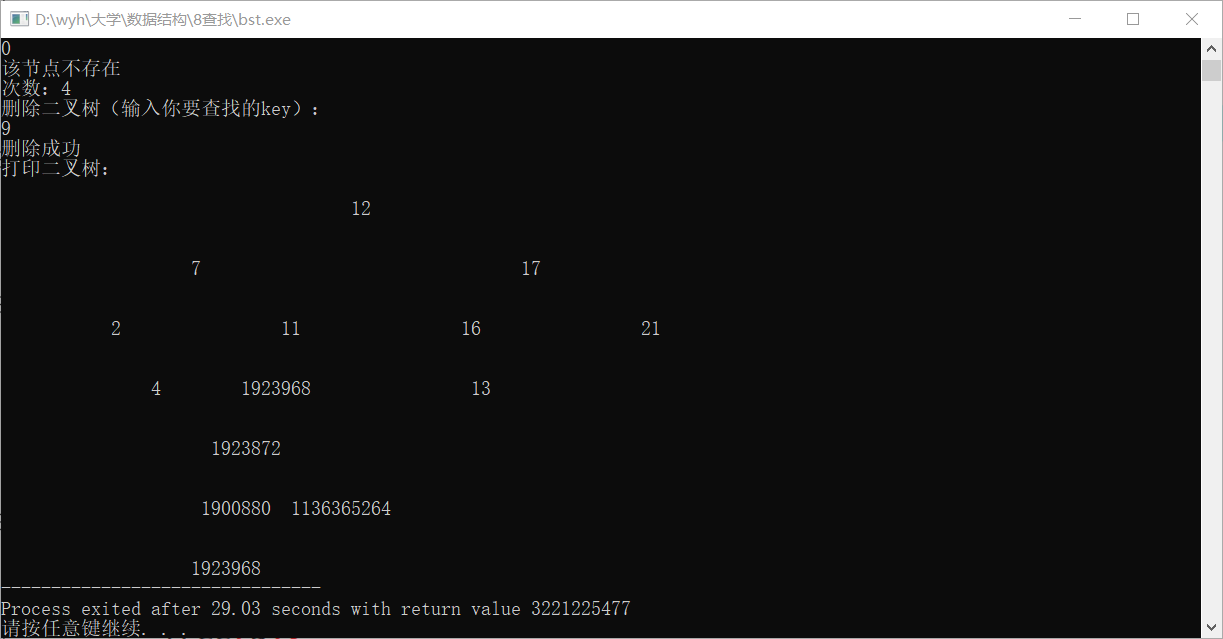 D:\wyh\大学\数据结构\8查找\bst.exe
0
该节点不存在
次数：4
删除二叉树（输入你要查找的key）：
9
删除成功
打印二叉树：
12
7 17
2 11 16 21
4 1923968 13
1923872
1900880 1136365264
1923968
--------------------------------
Process exited after 29.03 seconds with return value 3221225477
请按任意键继续. . .